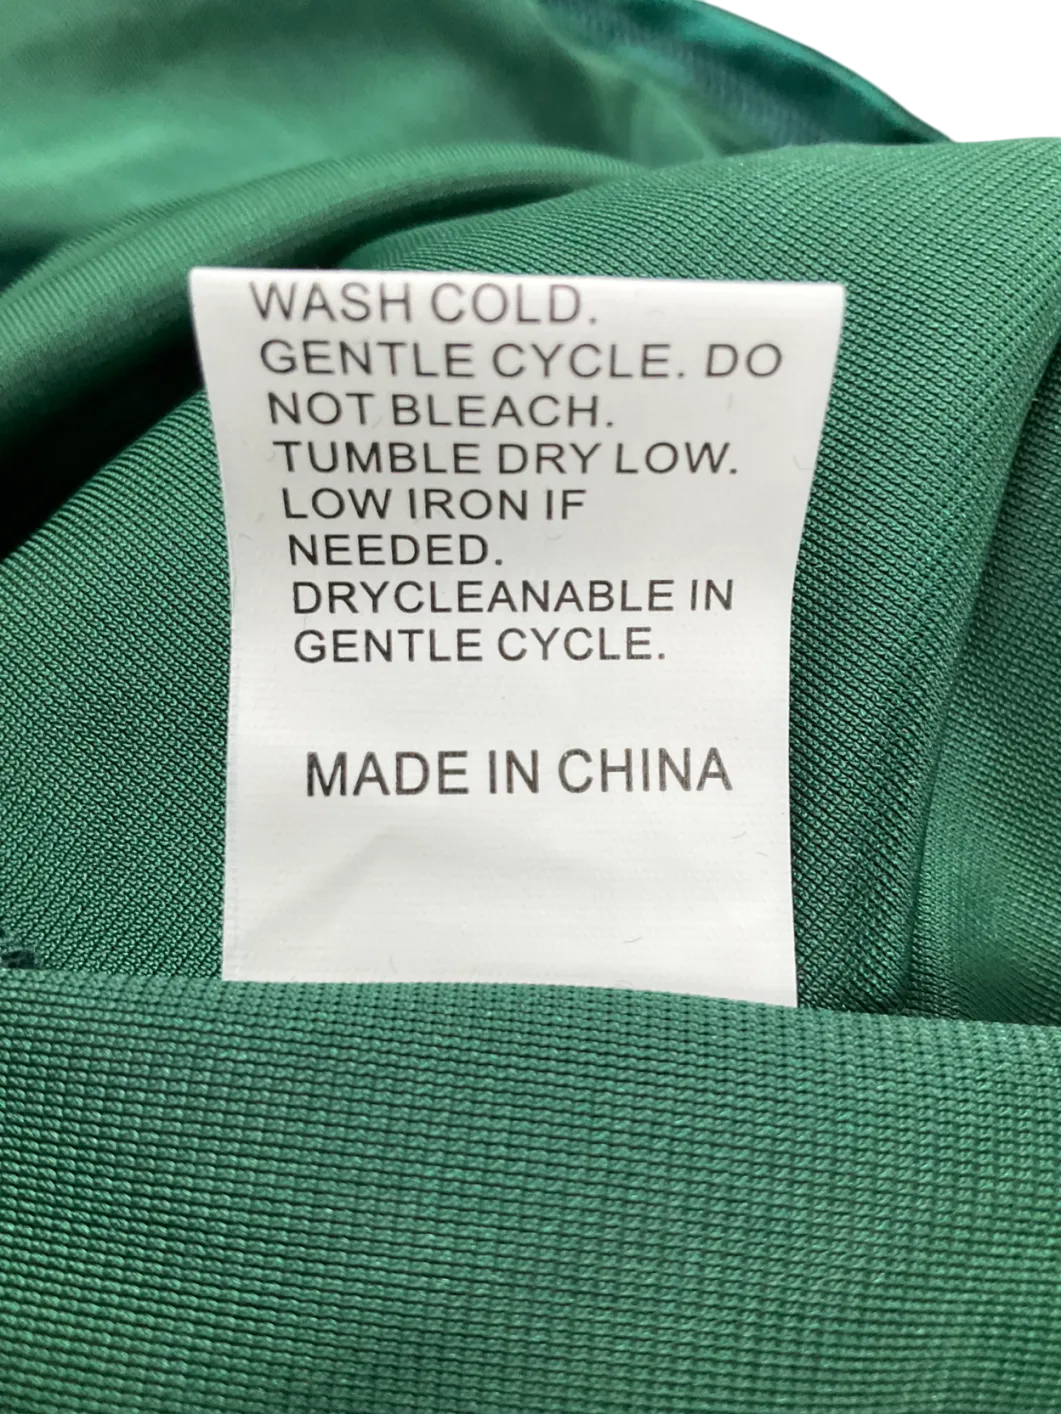 WASH COLD.
GENTLE CYCLE. DO
NOT BLEACH.
TUMBLE DRY LOW.
LOW IRON IF
NEEDED.
DRYCLEANABLE IN
GENTLE CYCLE.
MADE IN CHINA